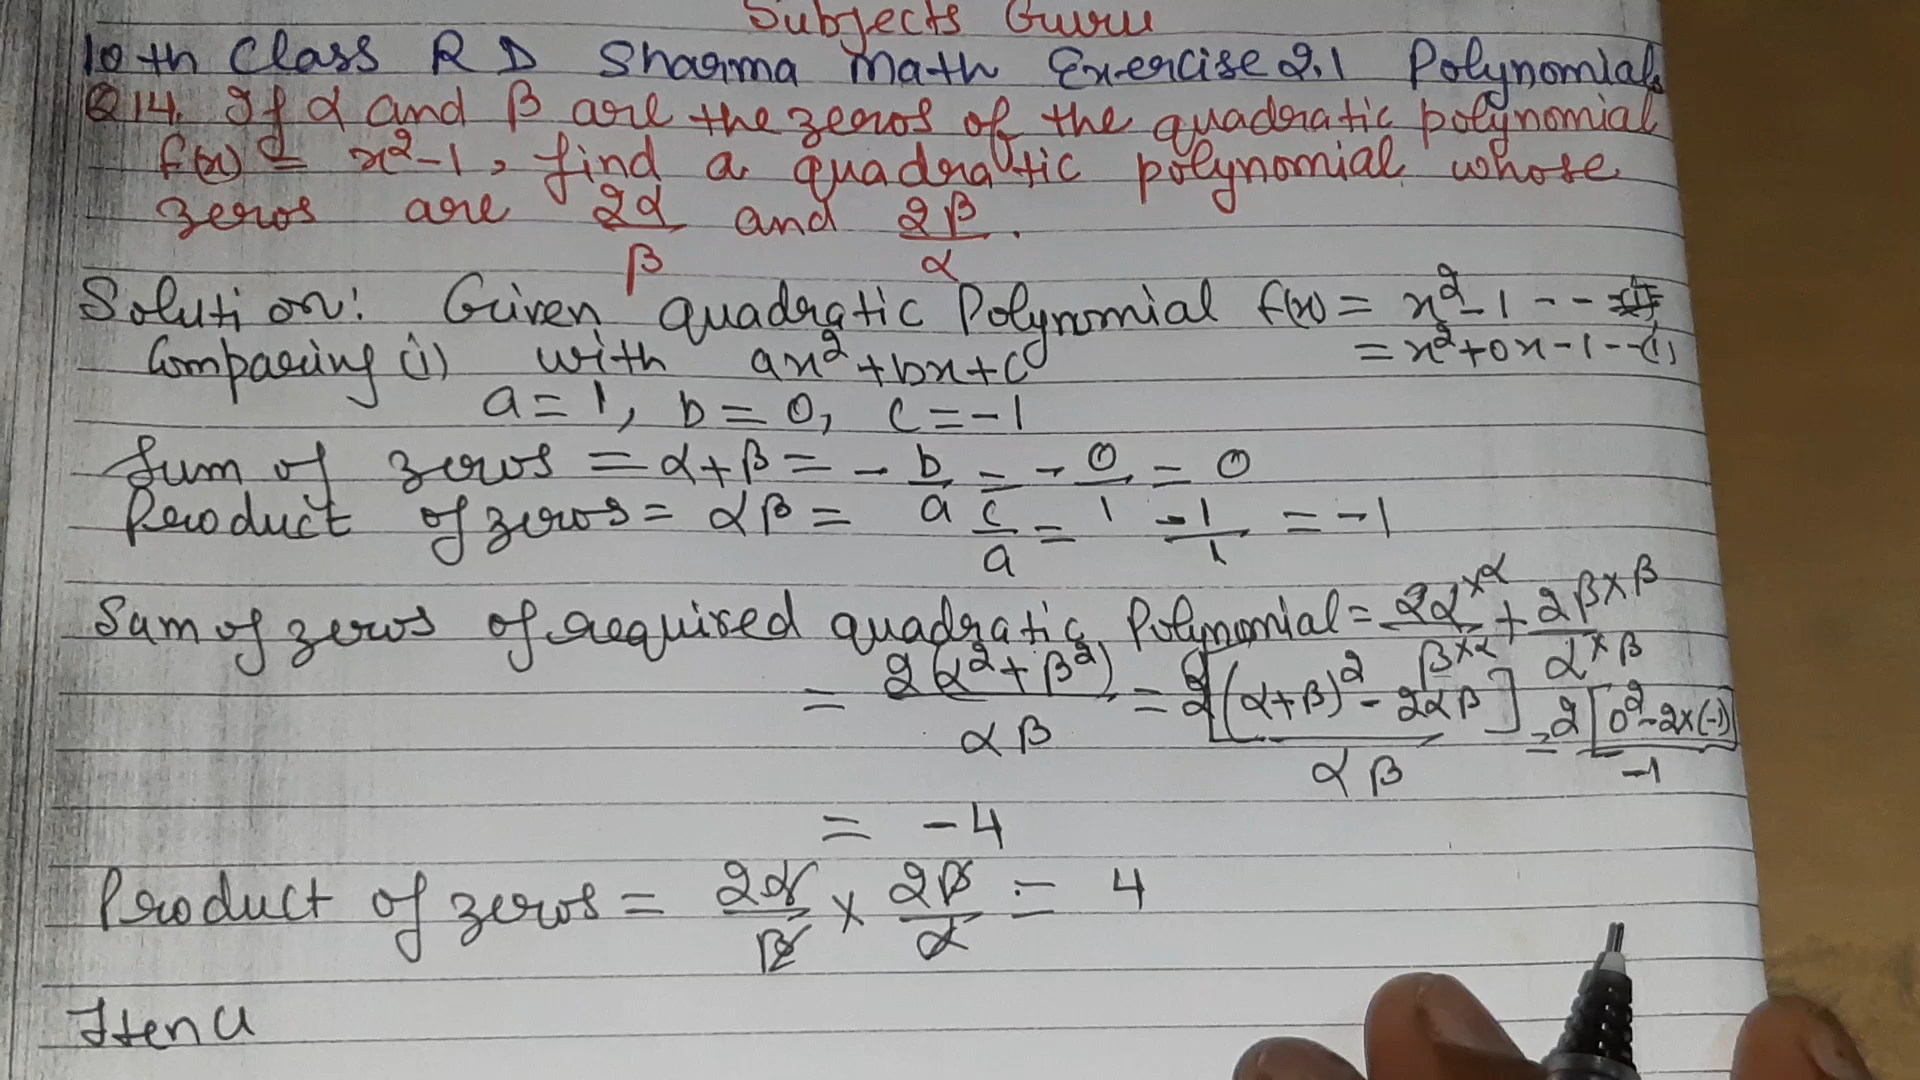 Subjects Guru
10th Class R D Sharma Math Exercise 2.1 Polynomials
Q14. If α and β are the zeros of the quadratic polynomial
f(x) = x²-1, find a quadratic polynomial whose
zeros are 2α/β and 2β/α.
Solution: Given quadratic Polynomial f(x) = x²-1 --
= x²+0x-1--(1)
Comparing (1) with ax²+bx+c
a=1, b=0, c=-1
Sum of zeros = α+β = -b/a = -0/1 = 0
Product of zeros = αβ = c/a = -1/1 = -1
Sum of zeros of required quadratic Polynomial = 2α×α/β×α + 2β×β/α×β
= 2(α²+β²)/αβ = 2[(α+β)²-2αβ]/αβ = 2[0²-2×(-1)]/-1
= -4
Product of zeros = 2α/β × 2β/α = 4
Hence